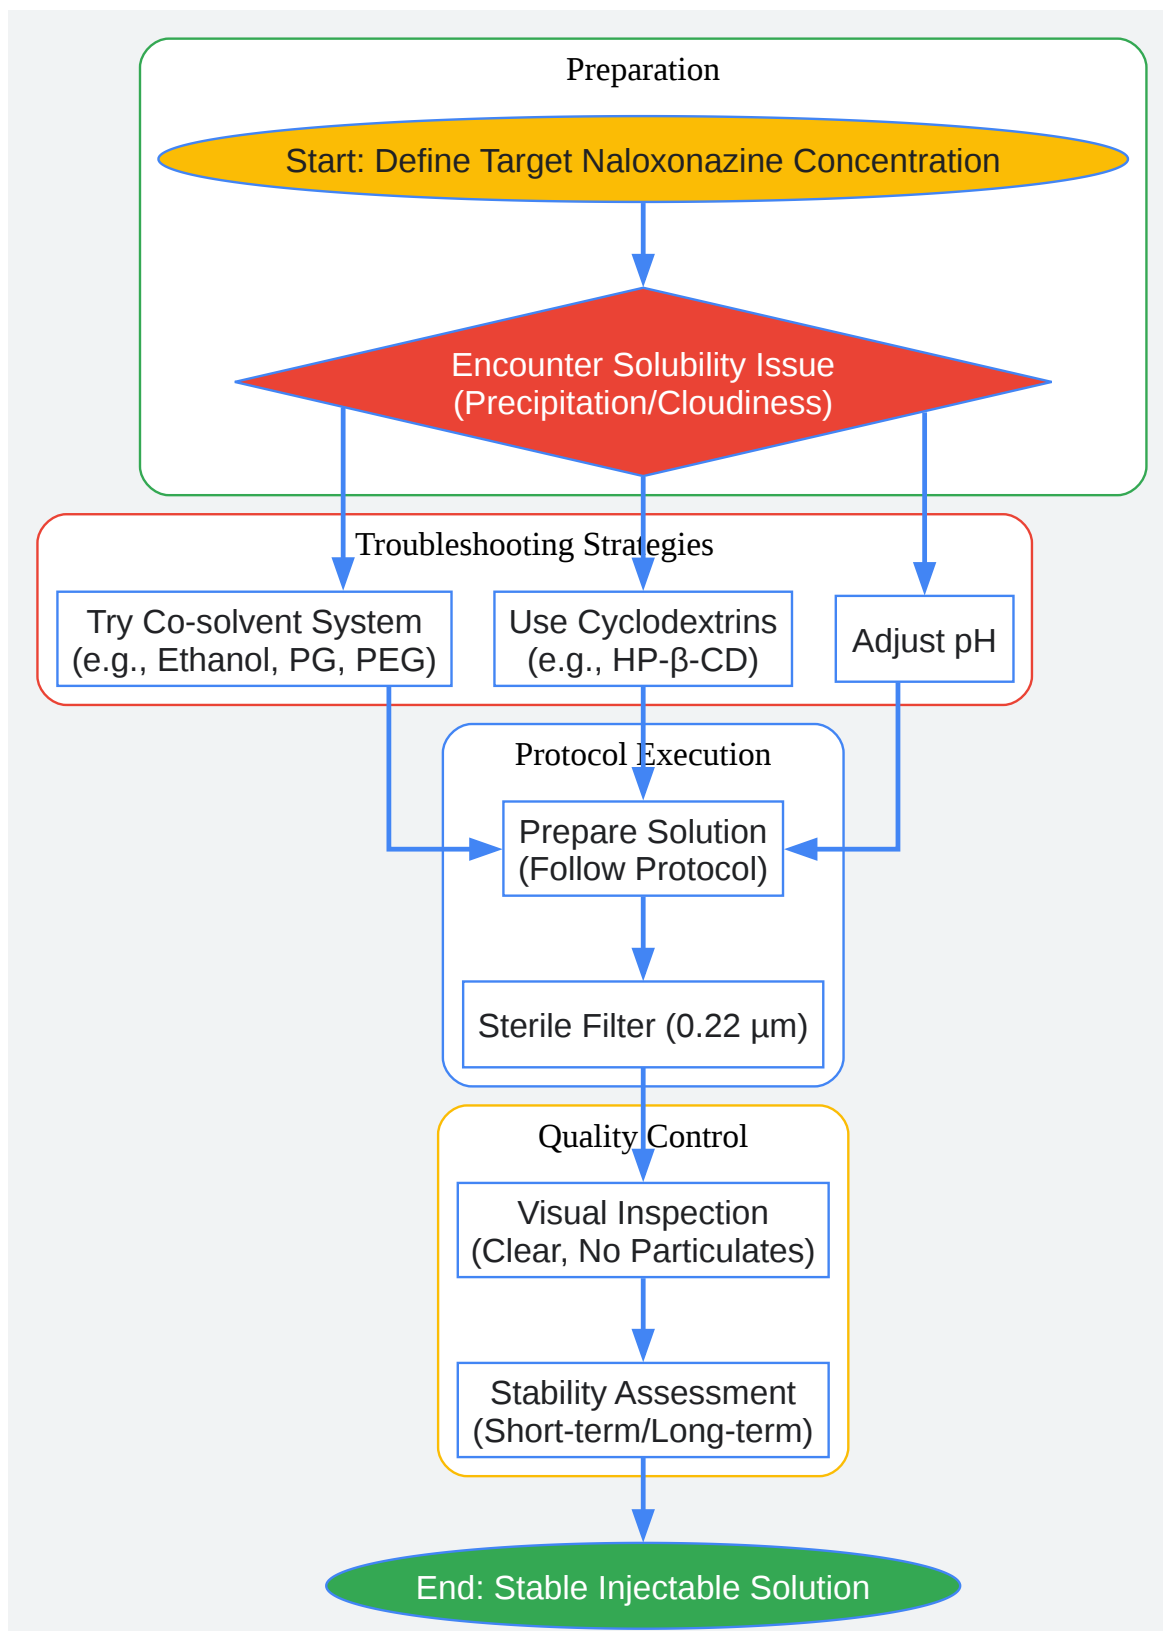 Preparation
Start: Define Target Naloxonazine Concentration
Encounter Solubility Issue
(Precipitation/Cloudiness)
Troubleshooting Strategies
Try Co-solvent System
(e.g., Ethanol, PG, PEG)
Use Cyclodextrins
(e.g., HP-β-CD)
Adjust pH
Protocol Execution
Prepare Solution
(Follow Protocol)
Sterile Filter (0.22 µm)
Quality Control
Visual Inspection
(Clear, No Particulates)
Stability Assessment
(Short-term/Long-term)
End: Stable Injectable Solution